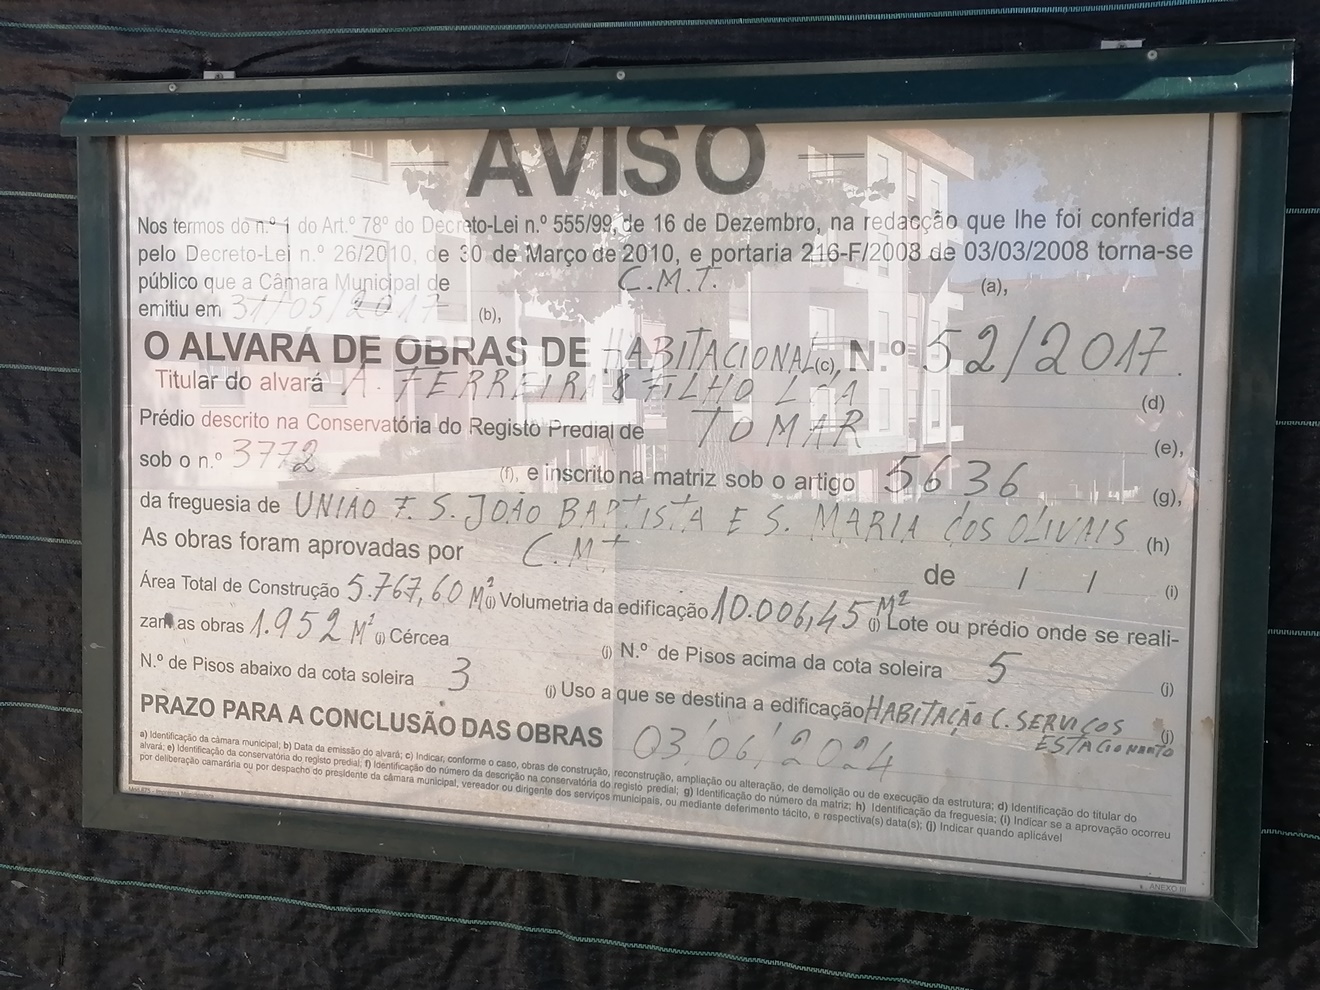 AVISO
Nos termos do n.º 1 do Art.º 78º do Decreto-Lei n.º 555/99, de 16 de Dezembro, na redacção que lhe foi conferida
pelo Decreto-Lei n.º 26/2010, de 30 de Março de 2010, e portaria 216-F/2008 de 03/03/2008 torna-se
público que a Câmara Municipal de C.M.T. (a),
emitiu em 31/05/2017 (b),
O ALVARÁ DE OBRAS DE HABITACIONAL (c), N.º 52/2017.
Titular do alvará A. FERREIRA & FILHO LDA (d)
Prédio descrito na Conservatória do Registo Predial de TOMAR (e),
sob o n.º 3772 (f), e inscrito na matriz sob o artigo 5636 (g),
da freguesia de UNIAO F. S. JOÃO BAPTISTA E S. MARIA dOS OLIVAIS (h)
As obras foram aprovadas por C.M.T de / / (i)
Área Total de Construção 5.767,60 M² (j) Volumetria da edificação 10.006,45 M² (j) Lote ou prédio onde se reali-
zam as obras 1.952 M² (j) Cércea (j) N.º de Pisos acima da cota soleira 5 (j)
N.º de Pisos abaixo da cota soleira 3 (j) Uso a que se destina a edificação HABITAÇÃO C. SERVIÇOS (j)
ESTACIONAMTO
PRAZO PARA A CONCLUSÃO DAS OBRAS 03/06/2024
a) Identificação da câmara municipal; b) Data da emissão do alvará; c) Indicar, conforme o caso, obras de construção, reconstrução, ampliação ou alteração, de demolição ou de execução da estrutura; d) Identificação do titular do
alvará; e) Identificação da conservatória do registo predial; f) Identificação do número da descrição na conservatória do registo predial; g) Identificação do número da matriz; h) Identificação da freguesia; (i) Indicar se a aprovação ocorreu
por deliberação camarária ou por despacho do presidente da câmara municipal, vereador ou dirigente dos serviços municipais, ou mediante deferimento tácito, e respectiva(s) data(s); (j) Indicar quando aplicável
ANEXO III